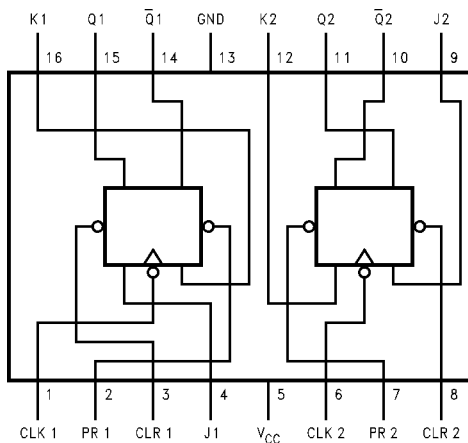 K1 Q1 Q̅1 GND K2 Q2 Q̅2 J2
16 15 14 13 12 11 10 9
1 2 3 4 5 6 7 8
CLK 1 PR 1 CLR 1 J1 VCC CLK 2 PR 2 CLR 2